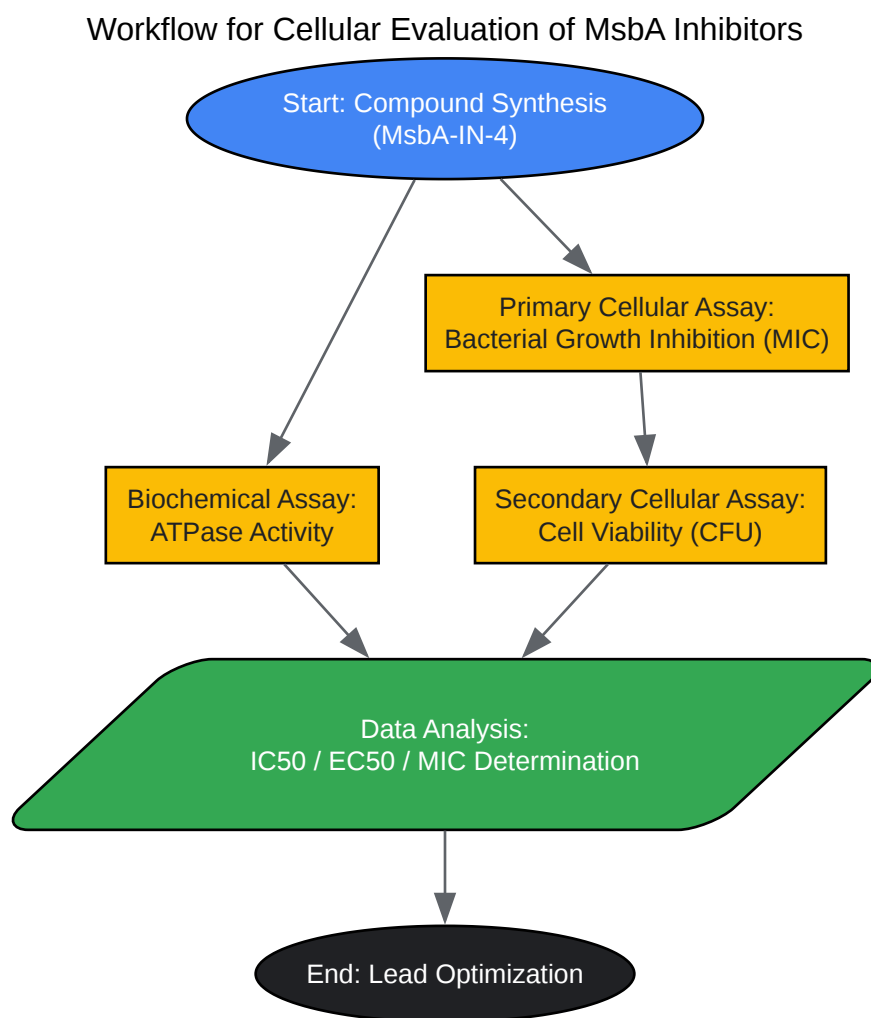 Workflow for Cellular Evaluation of MsbA Inhibitors
Start: Compound Synthesis
(MsbA-IN-4)
Primary Cellular Assay:
Bacterial Growth Inhibition (MIC)
Biochemical Assay:
ATPase Activity
Secondary Cellular Assay:
Cell Viability (CFU)
Data Analysis:
IC50 / EC50 / MIC Determination
End: Lead Optimization